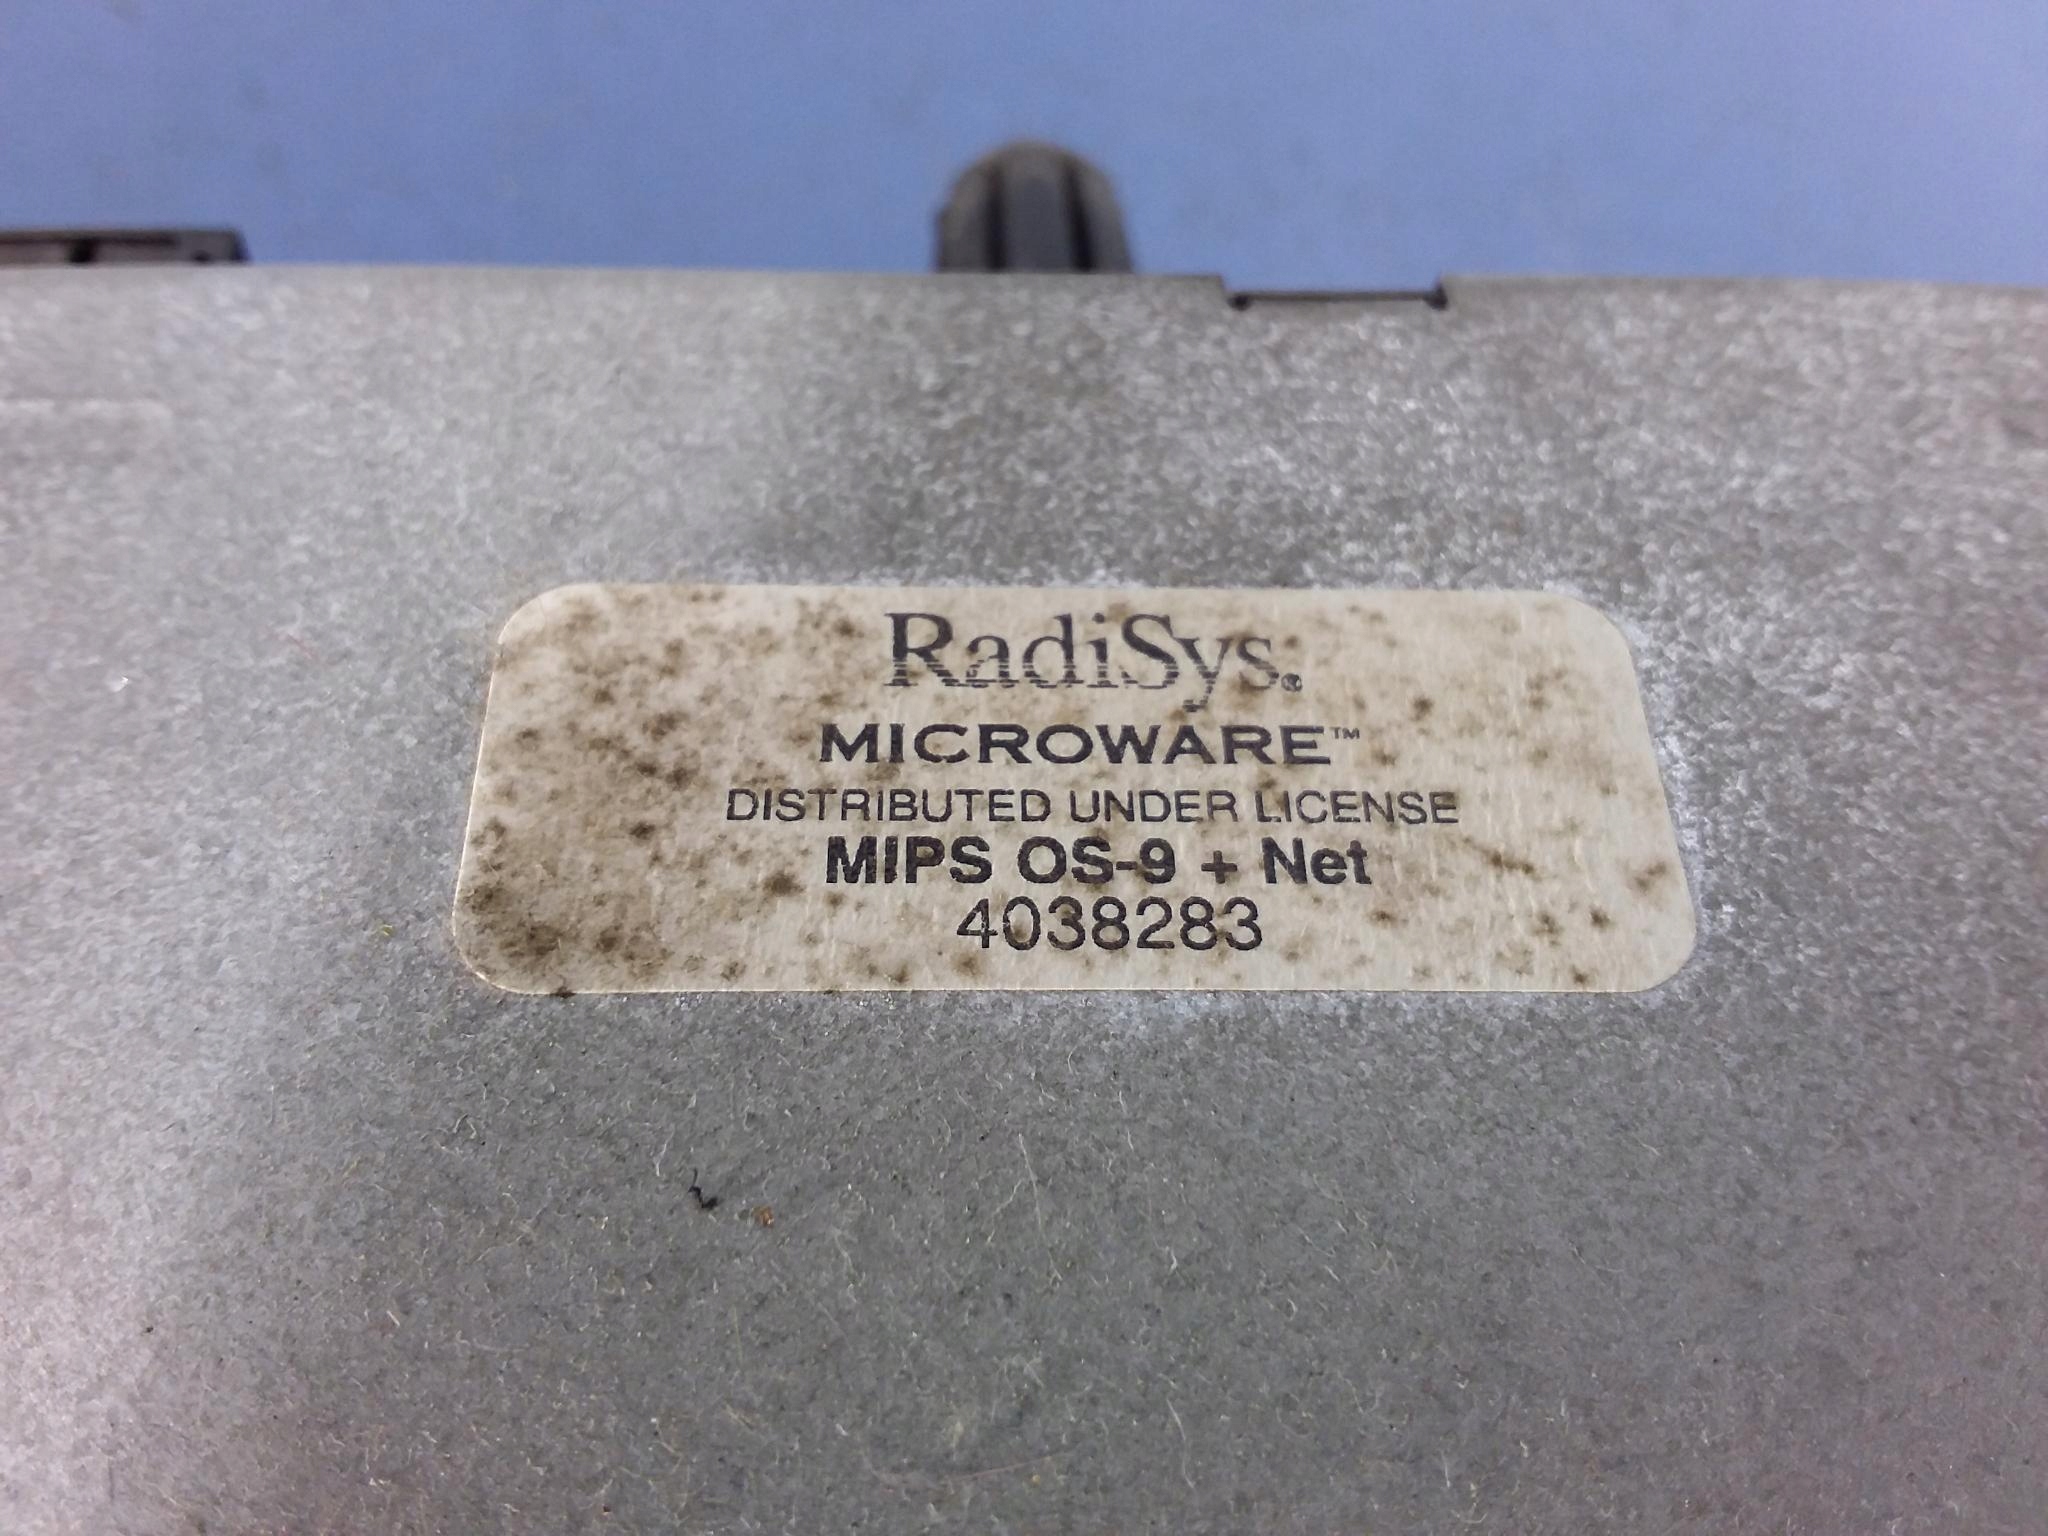 RadiSys®
MICROWARE™
DISTRIBUTED UNDER LICENSE
MIPS OS-9 + Net
4038283